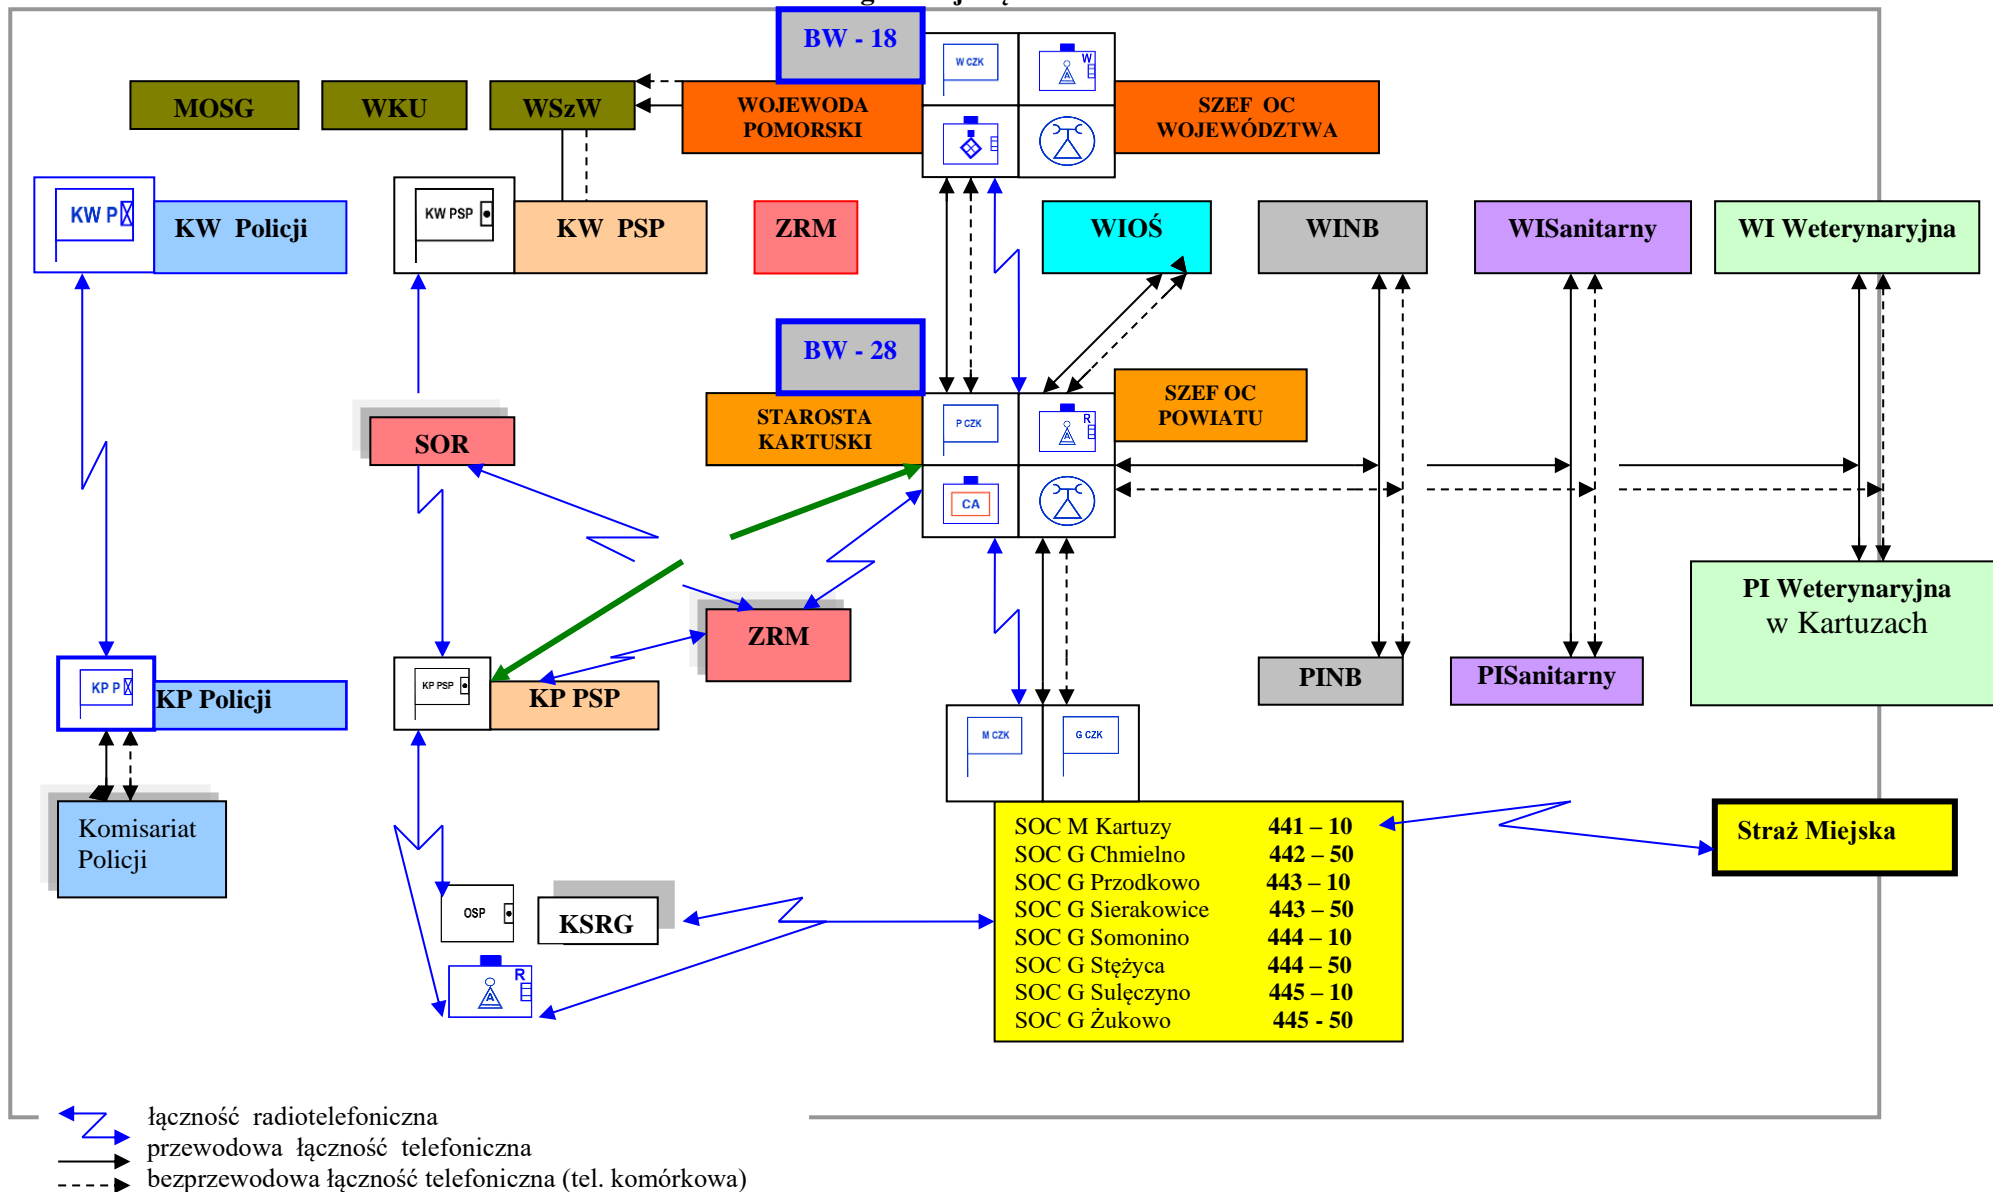 BW - 18
W CZK
W
A
MOSG
WKU
WSzW
WOJEWODA
POMORSKI
SZEF OC
WOJEWÓDZTWA
KW P
KW Policji
KW PSP
KW PSP
ZRM
WIOŚ
WINB
WISanitarny
WI Weterynaryjna
BW - 28
STAROSTA
KARTUSKI
P CZK
R
A
SZEF OC
POWIATU
SOR
CA
ZRM
PI Weterynaryjna
w Kartuzach
KP P
KP Policji
KP PSP
KP PSP
PINB
PISanitarny
M CZK
G CZK
Komisariat
Policji
SOC M Kartuzy 441 – 10
SOC G Chmielno 442 – 50
SOC G Przodkowo 443 – 10
SOC G Sierakowice 443 – 50
SOC G Somonino 444 – 10
SOC G Stężyca 444 – 50
SOC G Sulęczyno 445 – 10
SOC G Żukowo 445 - 50
Straż Miejska
OSP
KSRG
R
A
łączność radiotelefoniczna
przewodowa łączność telefoniczna
bezprzewodowa łączność telefoniczna (tel. komórkowa)